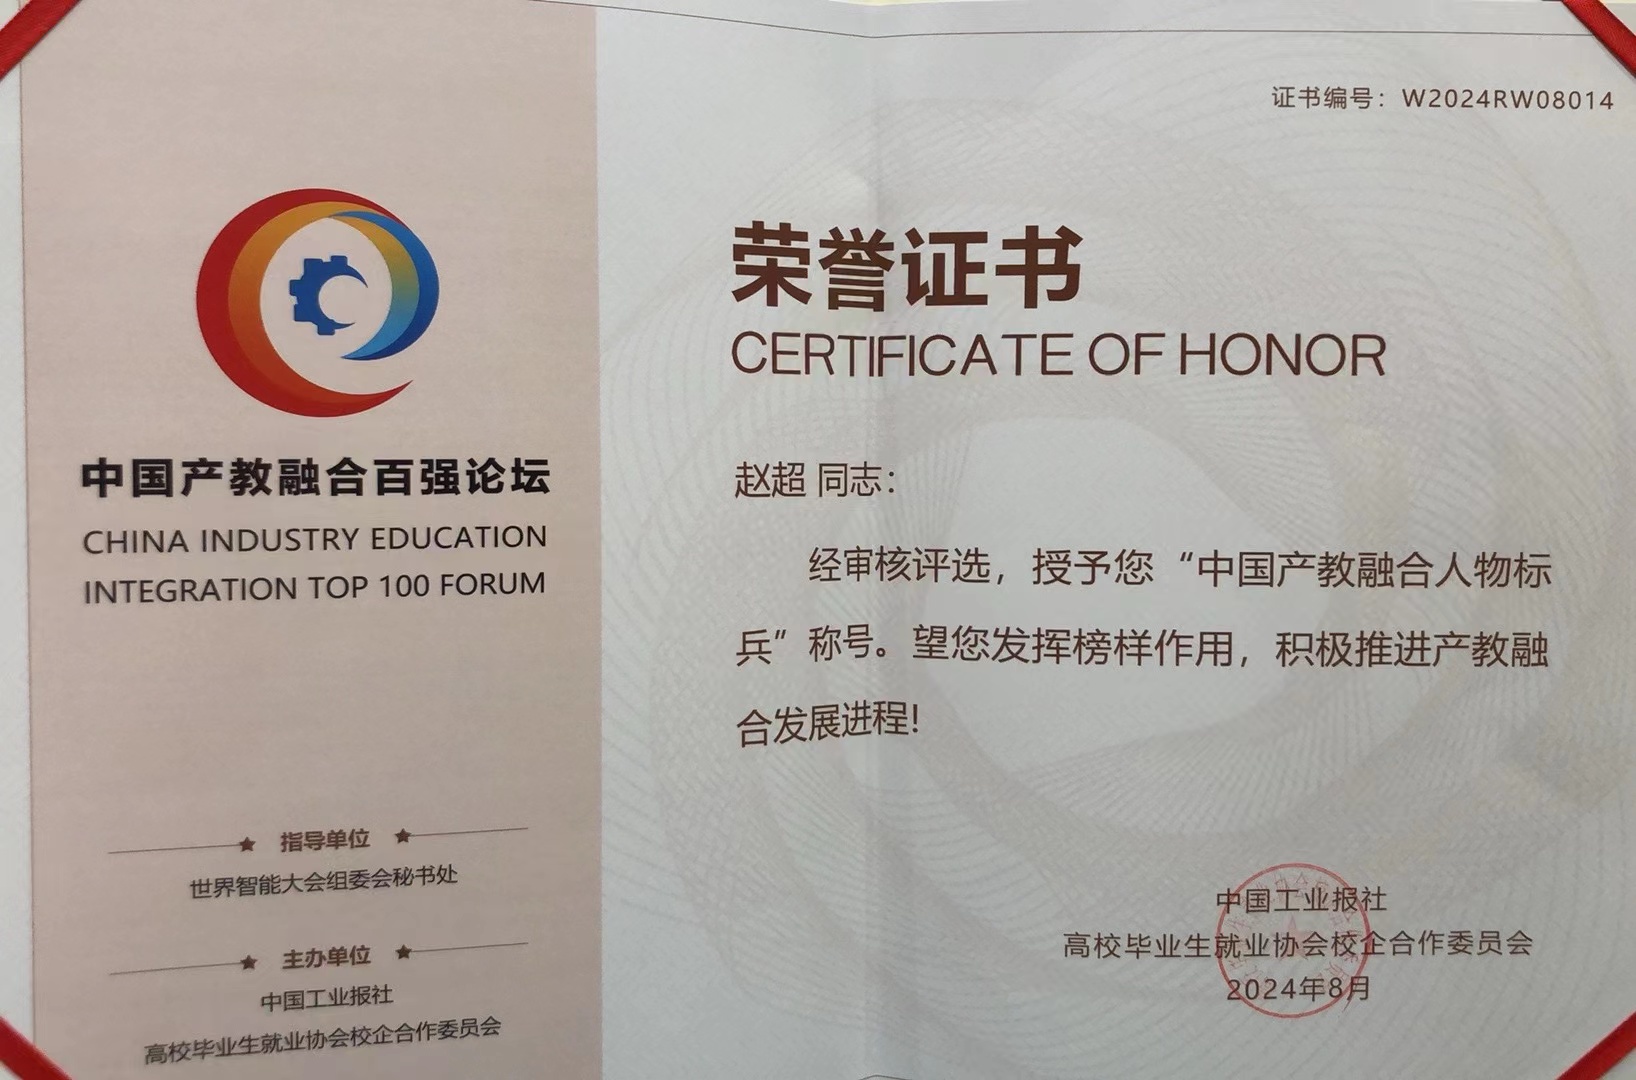 证书编号：W2024RW08014
荣誉证书
CERTIFICATE OF HONOR
赵超 同志：
经审核评选，授予您“中国产教融合人物标
兵”称号。望您发挥榜样作用，积极推进产教融
合发展进程！
中国工业报社
高校毕业生就业协会校企合作委员会
2024年8月
中国产教融合百强论坛
CHINA INDUSTRY EDUCATION
INTEGRATION TOP 100 FORUM
指导单位
世界智能大会组委会秘书处
主办单位
中国工业报社
高校毕业生就业协会校企合作委员会